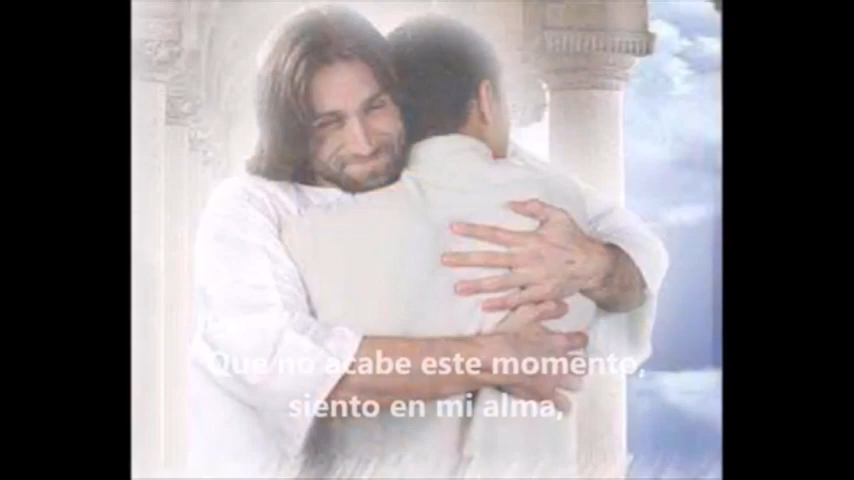 Que no acabe este momento,
siento en mi alma,